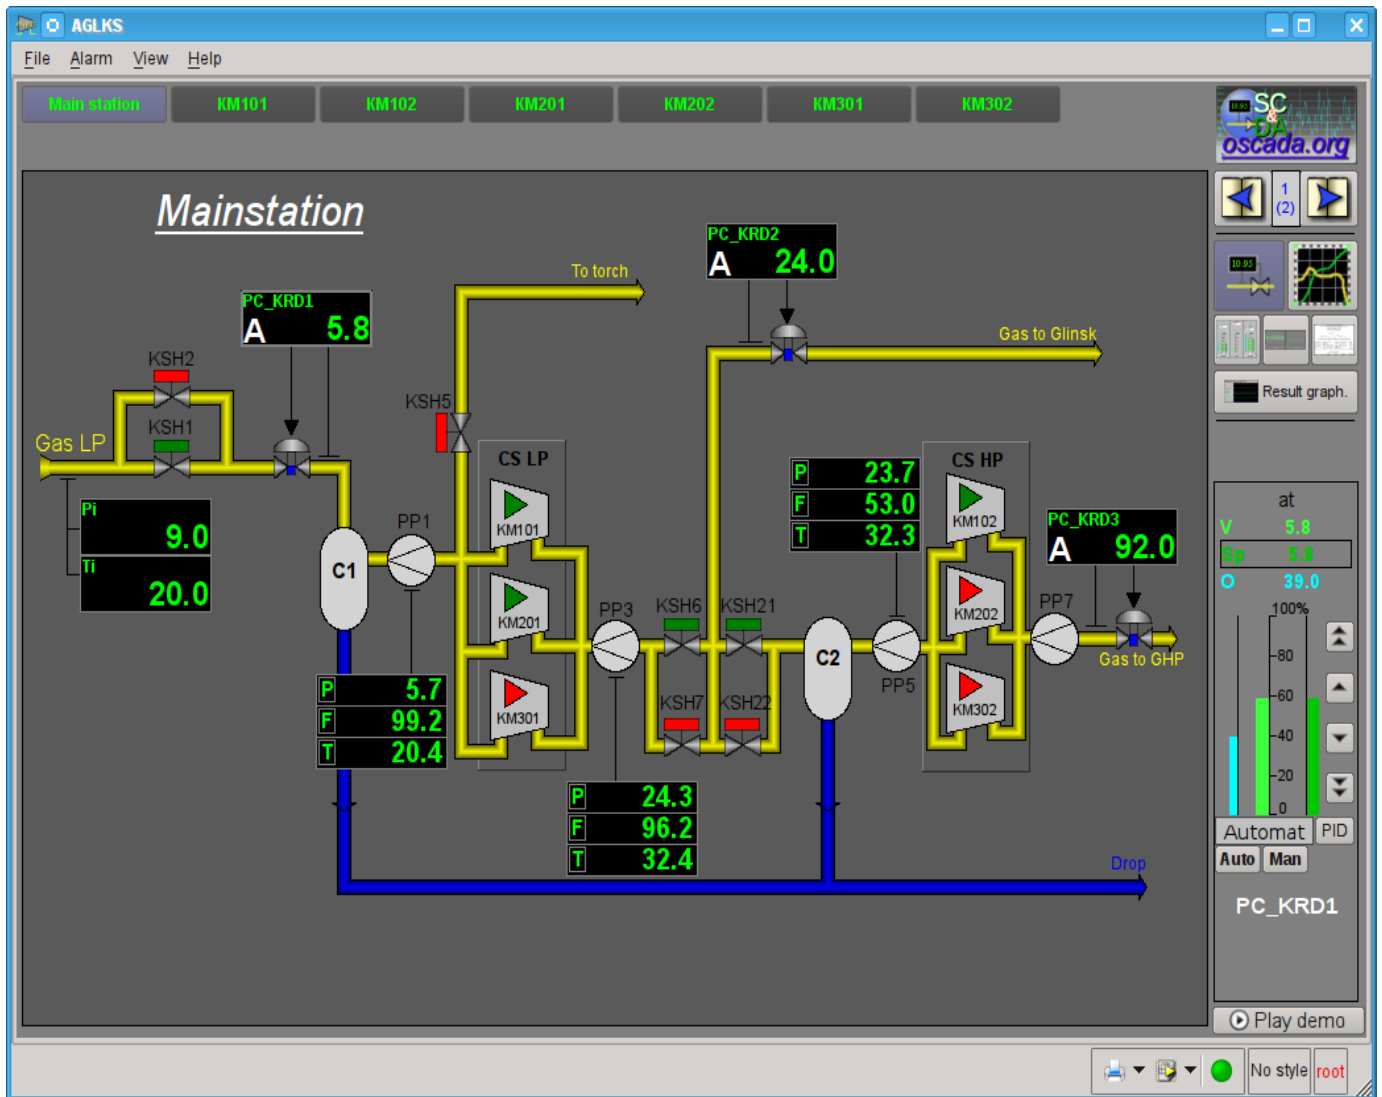 AGLKS
File Alarm View Help
Main station KM101 KM102 KM201 KM202 KM301 KM302
SC
&
DA
oscada.org
1
(2)
10.95
Result graph.
Mainstation
PC_KRD2
A 24.0
To torch
PC_KRD1
A 5.8
Gas to Glinsk
KSH2
KSH5
KSH1
Gas LP
CS LP
CS HP
Pi
9.0
Ti
20.0
PP1
C1
KM101
KM201
KM301
P 5.7
F 99.2
T 20.4
PP3
P 24.3
F 96.2
T 32.4
KSH6 KSH21
KSH7 KSH22
C2
P 23.7
F 53.0
T 32.3
PP5
KM102
KM202
KM302
PC_KRD3
A 92.0
PP7
Gas to GHP
Drop
at
V 5.8
Sp 5.8
O 39.0
100%
80
60
40
20
0
Automat PID
Auto Man
PC_KRD1
Play demo
No style root